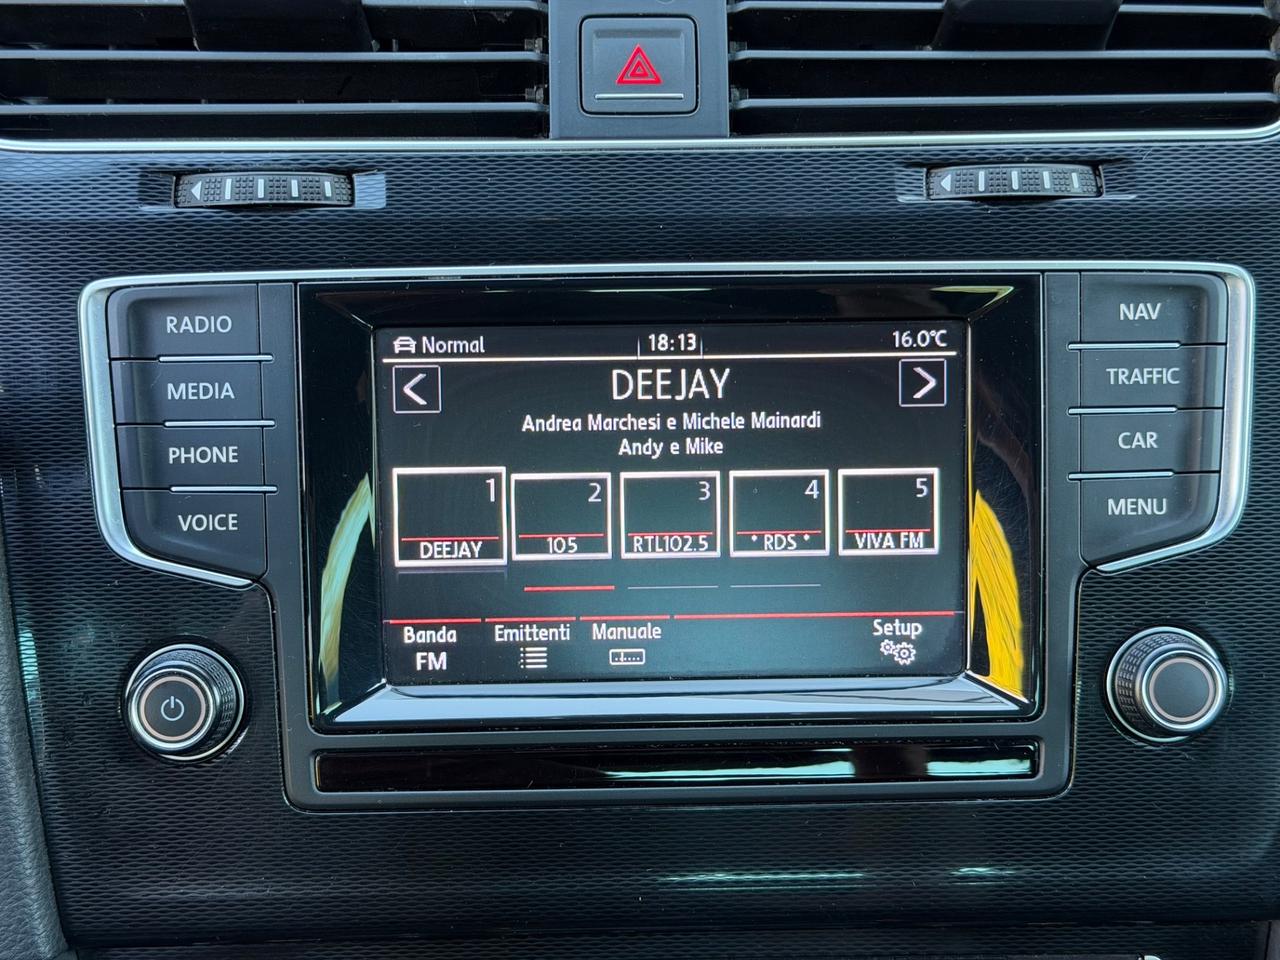 RADIO
MEDIA
PHONE
VOICE
Normal
18:13
16.0°C
DEEJAY
Andrea Marchesi e Michele Mainardi
Andy e Mike
1
DEEJAY
2
105
3
RTL102.5
4
* RDS *
5
VIVA FM
Banda
FM
Emittenti
Manuale
Setup
NAV
TRAFFIC
CAR
MENU